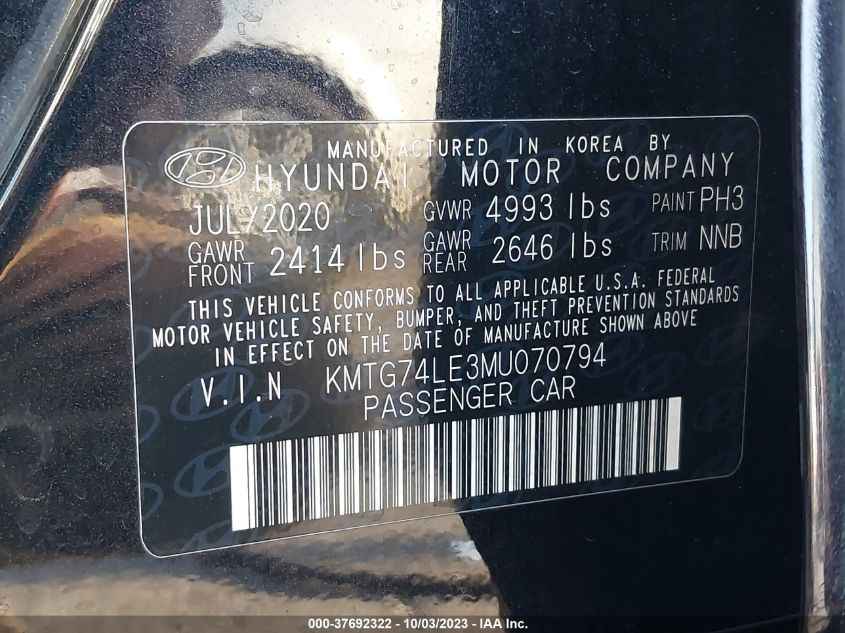 MANUFACTURED IN KOREA BY
HYUNDAI MOTOR COMPANY
JUL/2020 GVWR 4993 lbs PAINT PH3
GAWR FRONT 2414 lbs GAWR REAR 2646 lbs TRIM NNB
THIS VEHICLE CONFORMS TO ALL APPLICABLE U.S.A. FEDERAL
MOTOR VEHICLE SAFETY, BUMPER, AND THEFT PREVENTION STANDARDS
IN EFFECT ON THE DATE OF MANUFACTURE SHOWN ABOVE
V.I.N KMTG74LE3MU070794
PASSENGER CAR
000-37692322 - 10/03/2023 - IAA Inc.